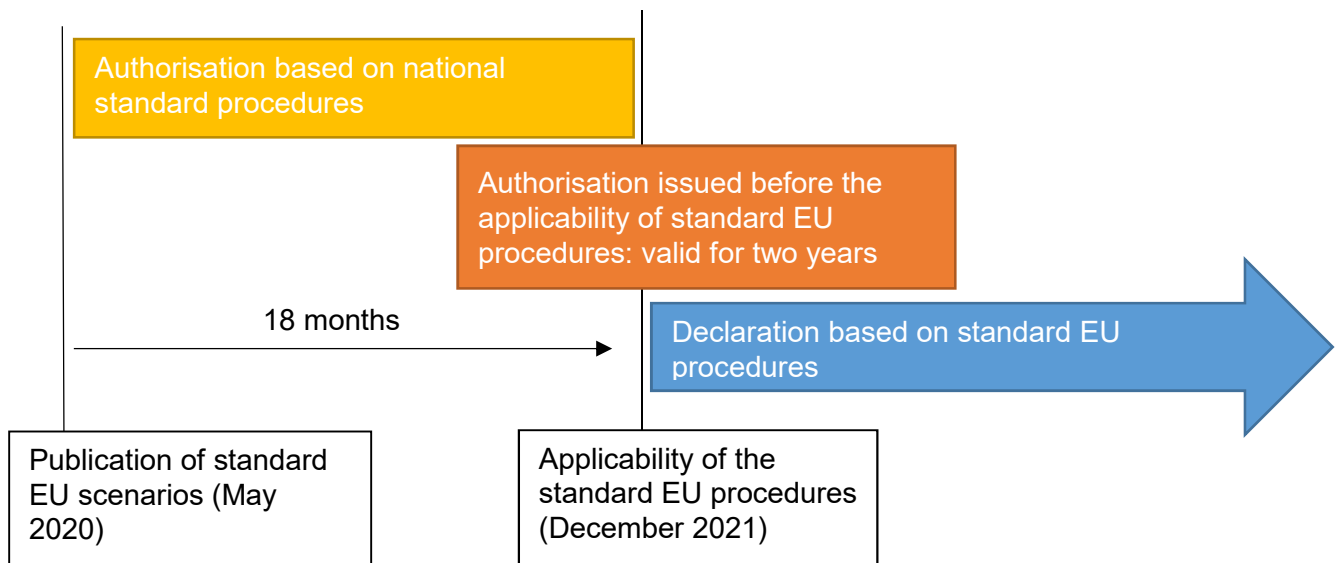 Authorisation based on national
standard procedures
Authorisation issued before the
applicability of standard EU
procedures: valid for two years
18 months
Declaration based on standard EU
procedures
Publication of standard
EU scenarios (May
2020)
Applicability of the
standard EU procedures
(December 2021)